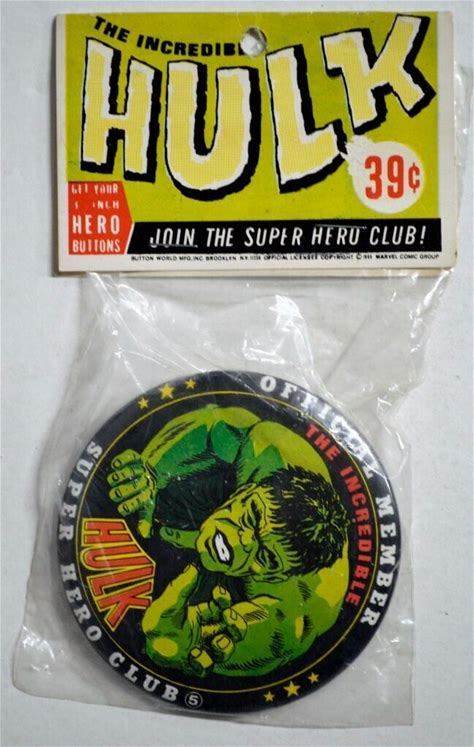 THE INCREDIBLE
HULK
39¢
GET YOUR
INCH
HERO
BUTTONS
JOIN THE SUPER HERO CLUB!
BUTTON WORLD MFG, INC. BROOKLYN N.Y. OFFICIAL LICENSEE COPYRIGHT © MARVEL COMIC GROUP
OFFICIAL MEMBER
THE INCREDIBLE
HULK
SUPER HERO CLUB 5